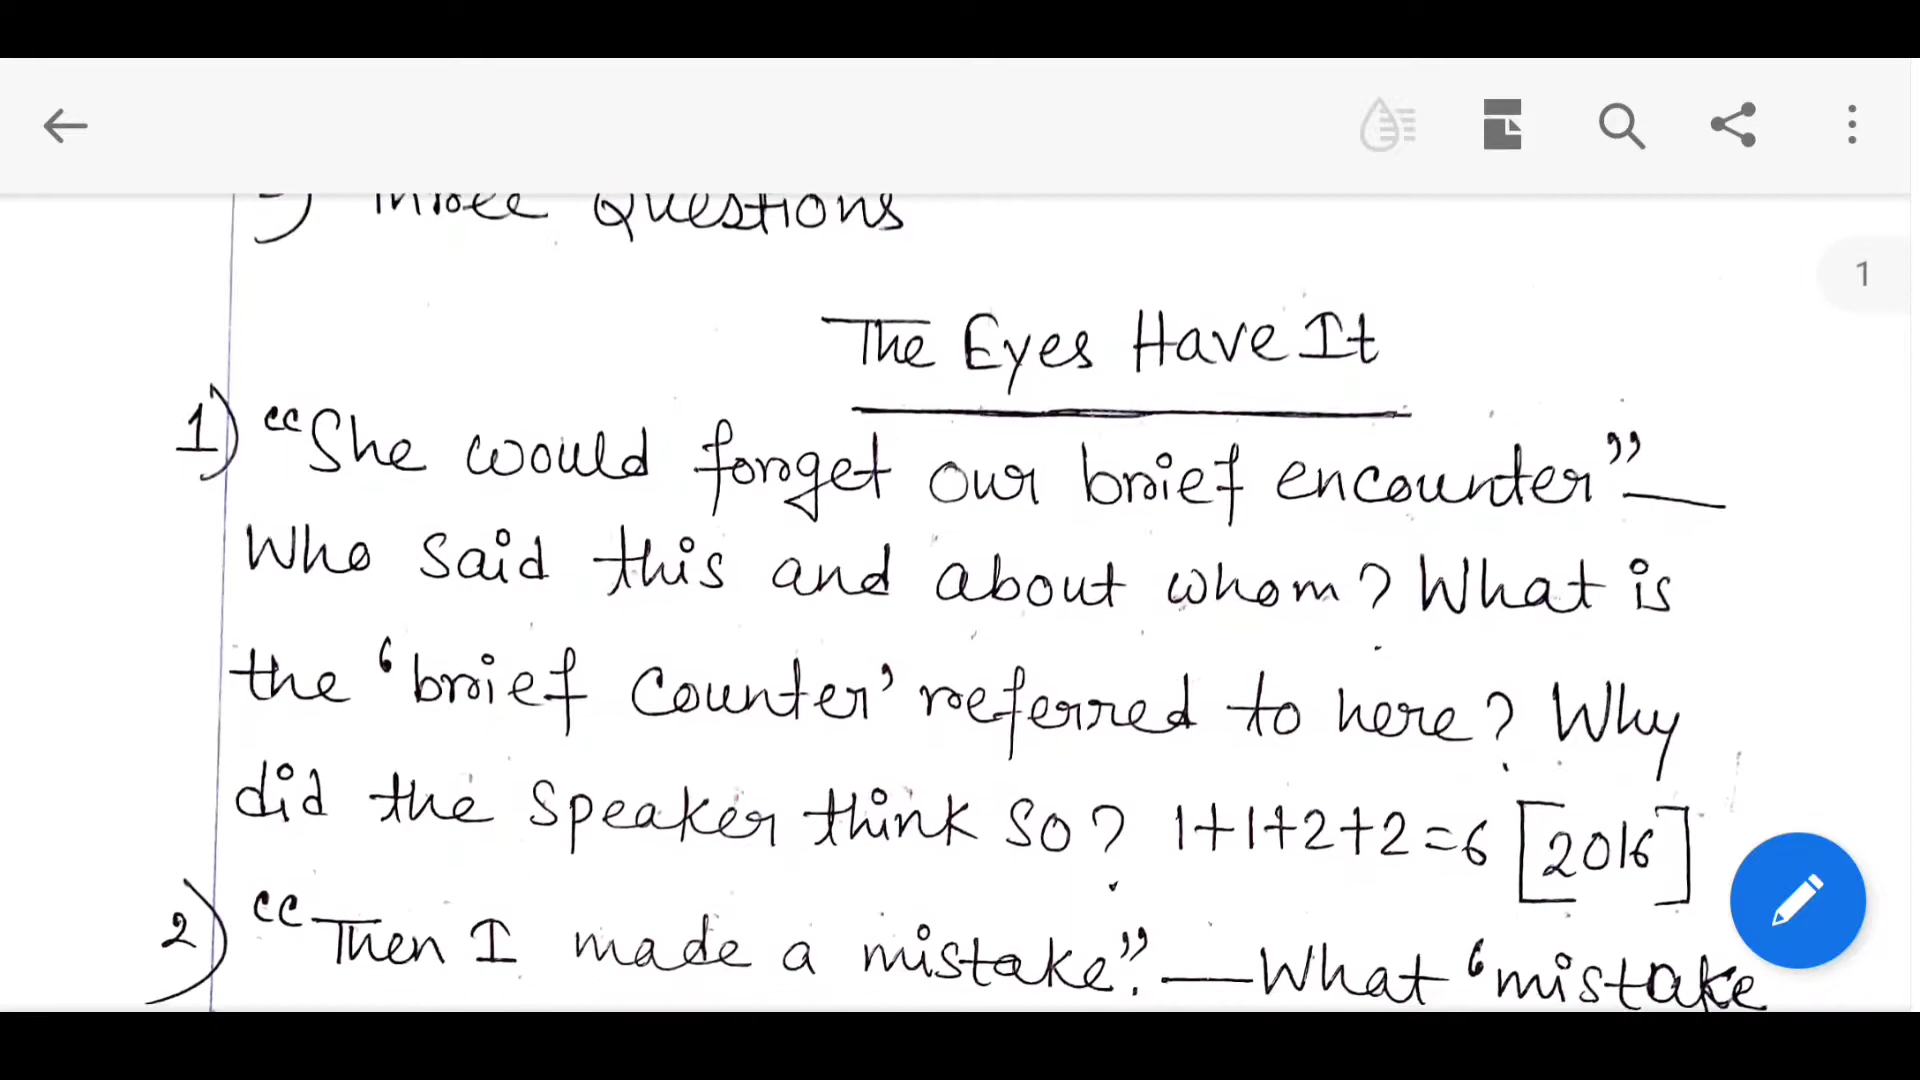 Questions
1
The Eyes Have It
1) "She would forget our brief encounter"—
Who said this and about whom? What is
the 'brief counter' referred to here? Why
did the speaker think so? 1+1+2+2=6 [2016]
2) "Then I made a mistake".—What 'mistake